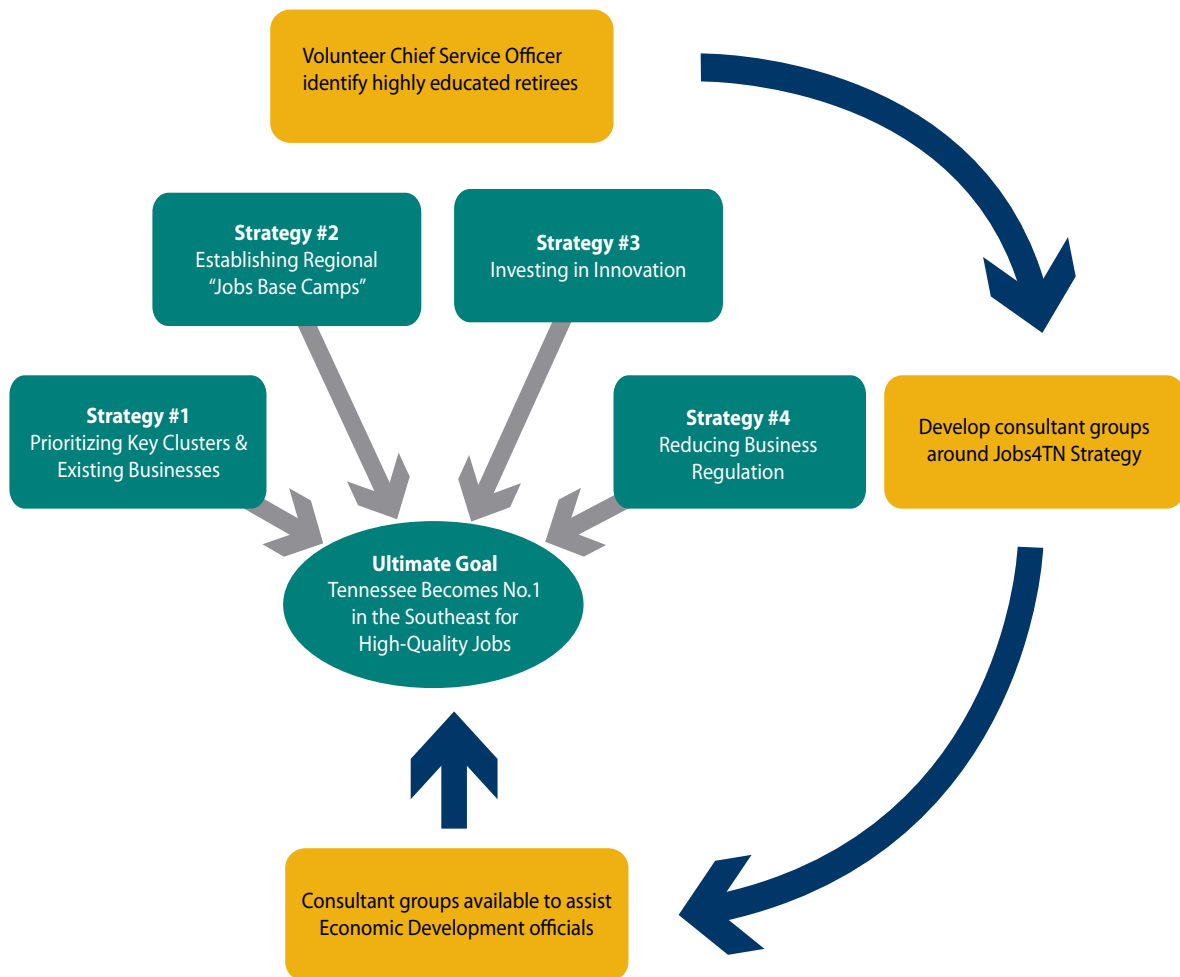 Volunteer Chief Service Officer
identify highly educated retirees
Strategy #2
Establishing Regional
“Jobs Base Camps”
Strategy #3
Investing in Innovation
Strategy #1
Prioritizing Key Clusters &
Existing Businesses
Strategy #4
Reducing Business
Regulation
Develop consultant groups
around Jobs4TN Strategy
Ultimate Goal
Tennessee Becomes No.1
in the Southeast for
High-Quality Jobs
Consultant groups available to assist
Economic Development officials